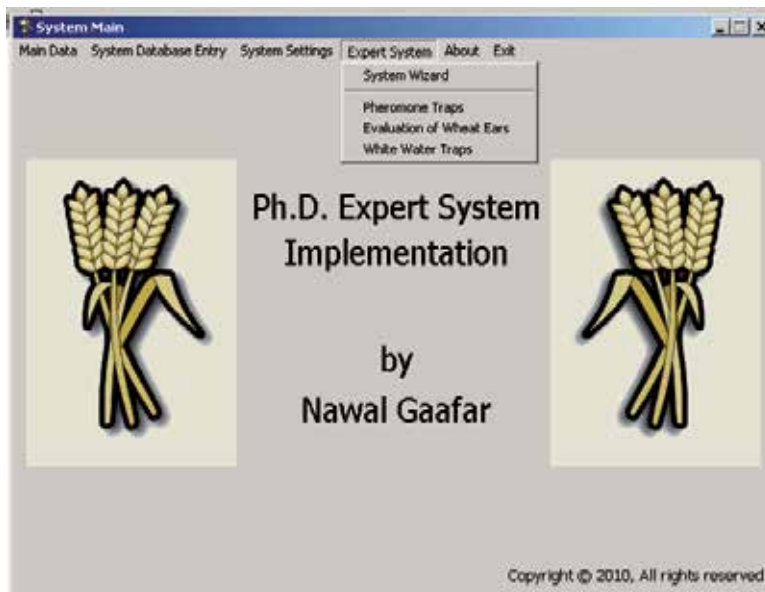 System Main
Main Data System Database Entry System Settings Expert System About Exit
System Wizard
Pheromone Traps
Evaluation of Wheat Ears
White Water Traps
Ph.D. Expert System
Implementation
by
Nawal Gaafar
Copyright © 2010, All rights reserved